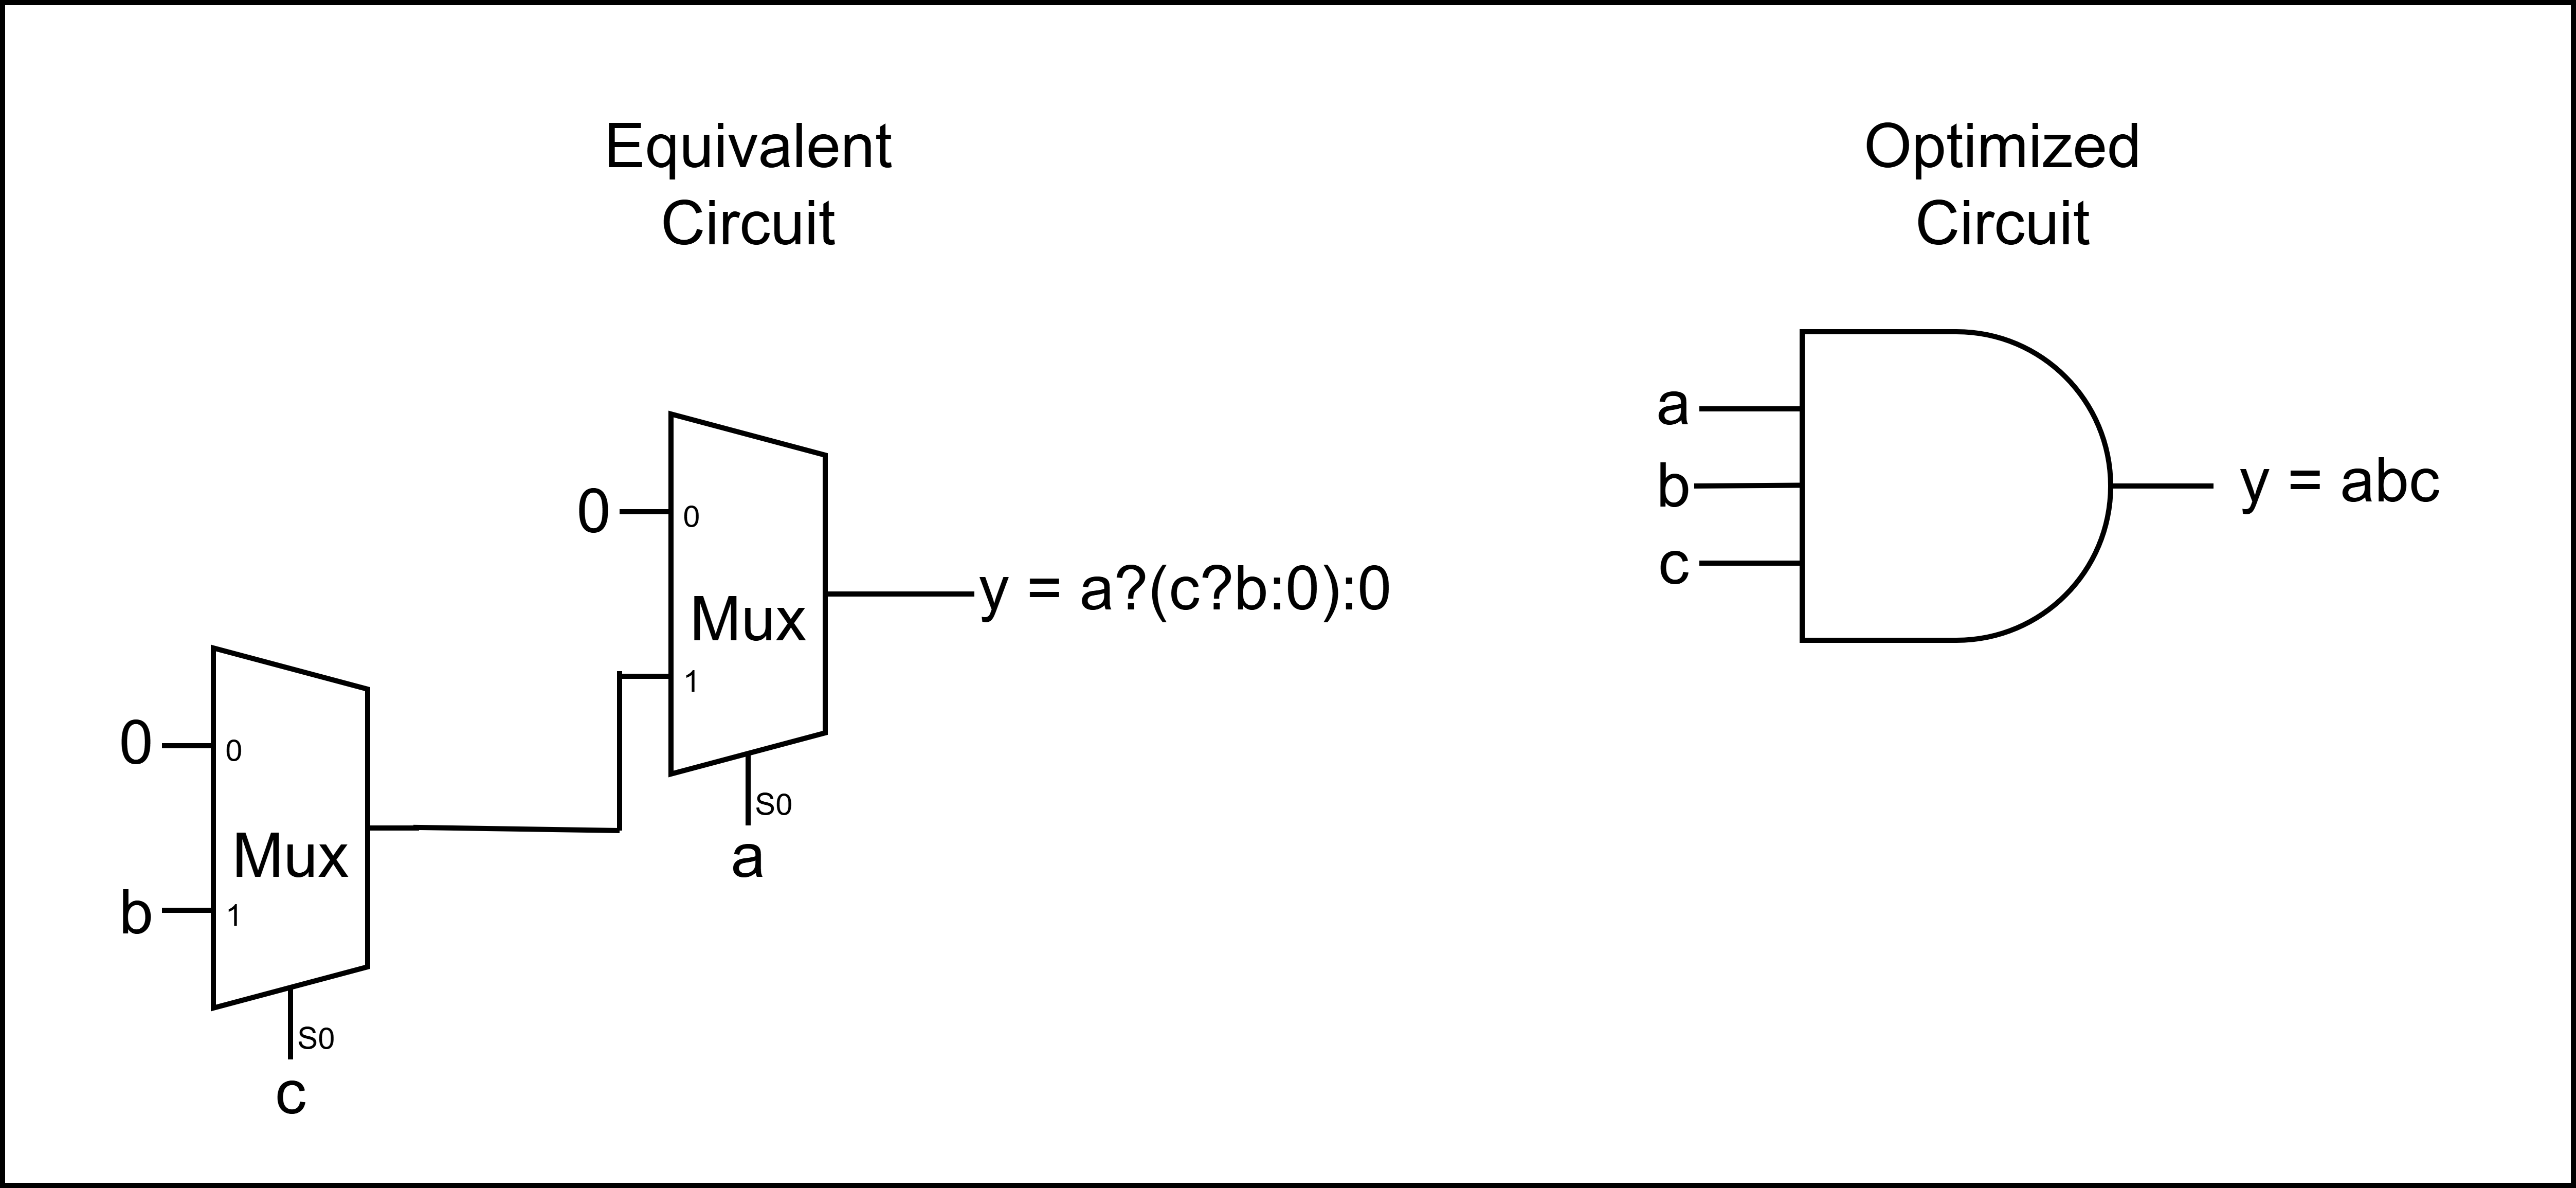 Equivalent
Circuit
Optimized
Circuit
0
0
Mux
1
S0
a
y = a?(c?b:0):0
0
0
Mux
b
1
S0
c
a
b
c
y = abc